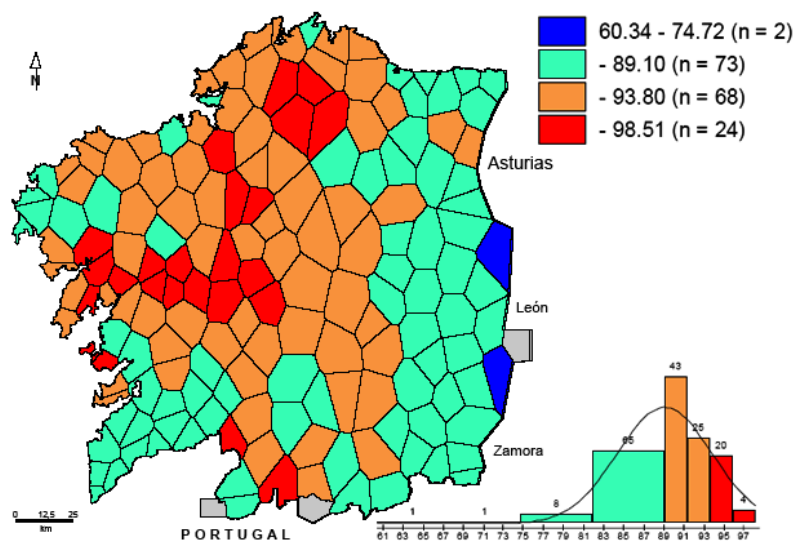 60.34 - 74.72 (n = 2)
- 89.10 (n = 73)
- 93.80 (n = 68)
- 98.51 (n = 24)
N
Asturias
León
Zamora
PORTUGAL
0 12,5 25
km
1 1 8 65 43 25 20 4
61 63 65 67 69 71 73 75 77 79 81 83 85 87 89 91 93 95 97